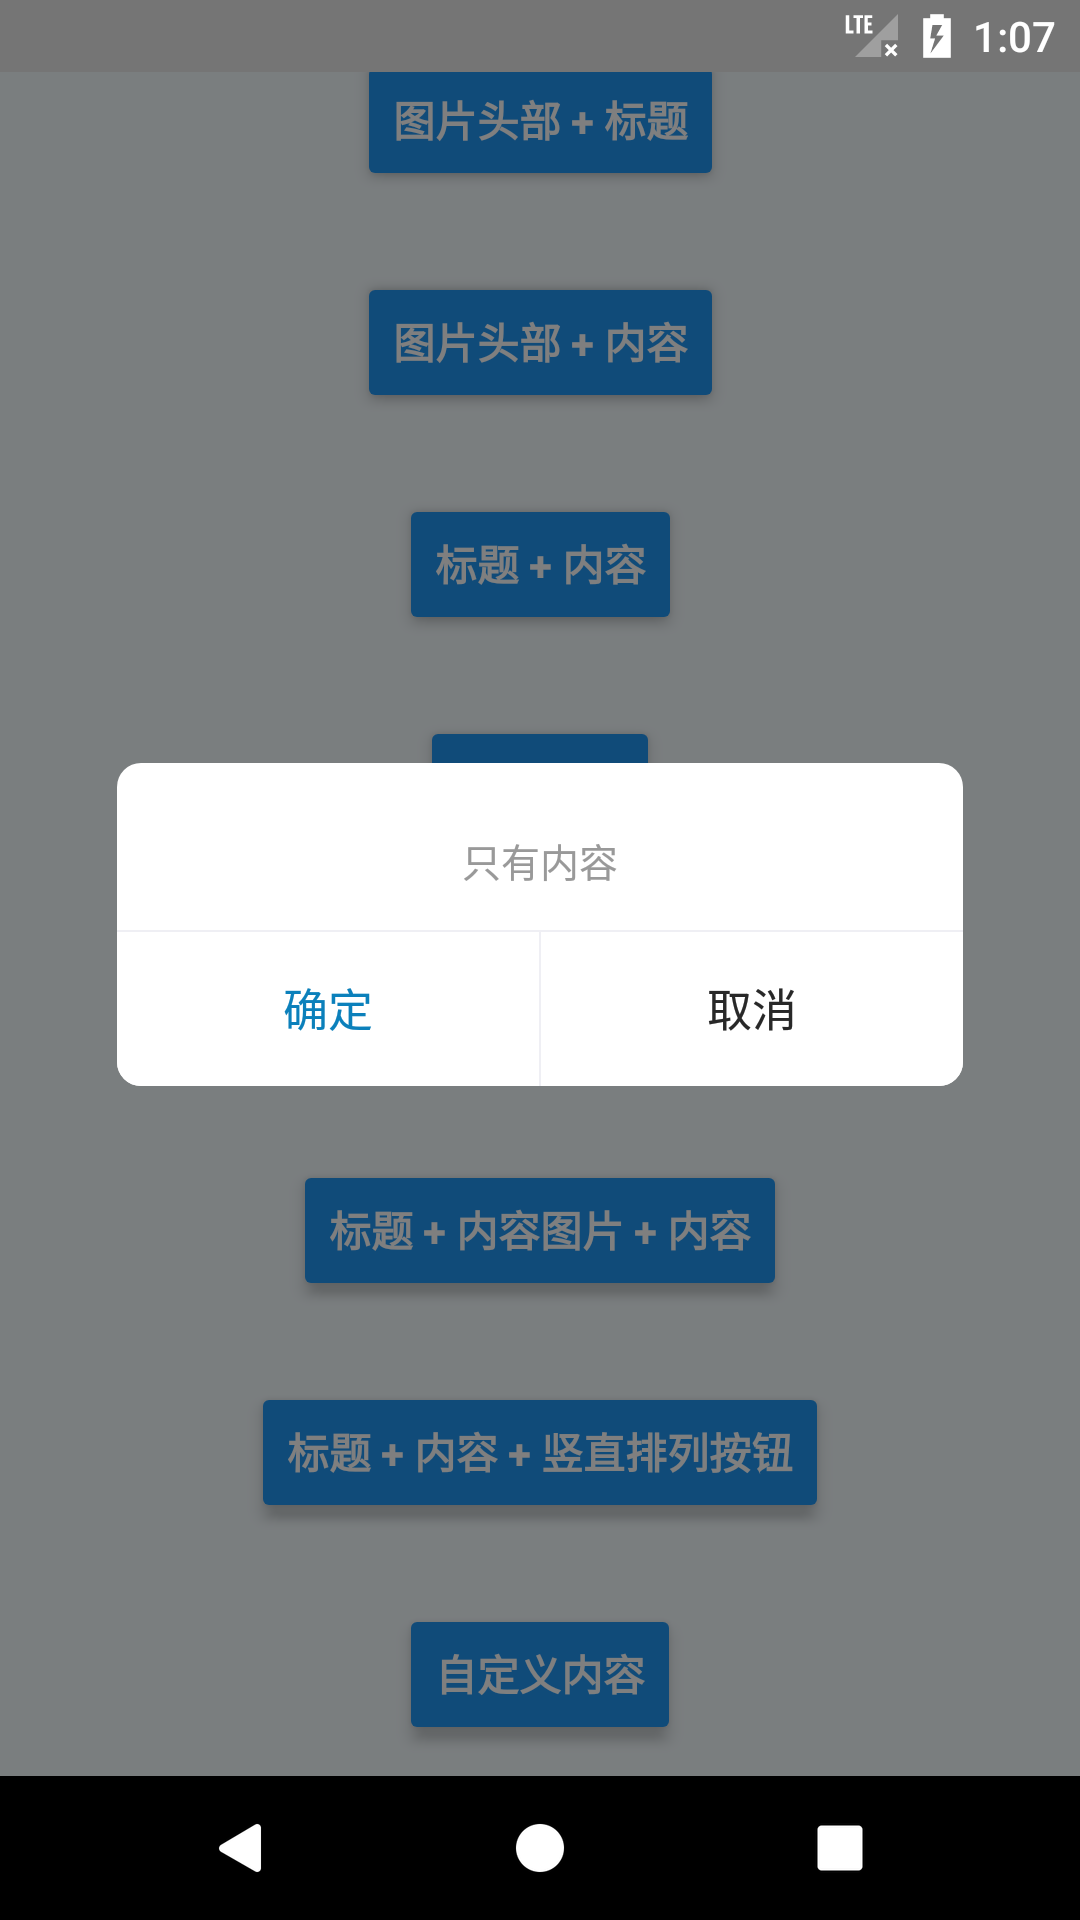 LTE 1:07
图片头部 + 标题
图片头部 + 内容
标题 + 内容
只有内容
确定 取消
标题 + 内容图片 + 内容
标题 + 内容 + 竖直排列按钮
自定义内容